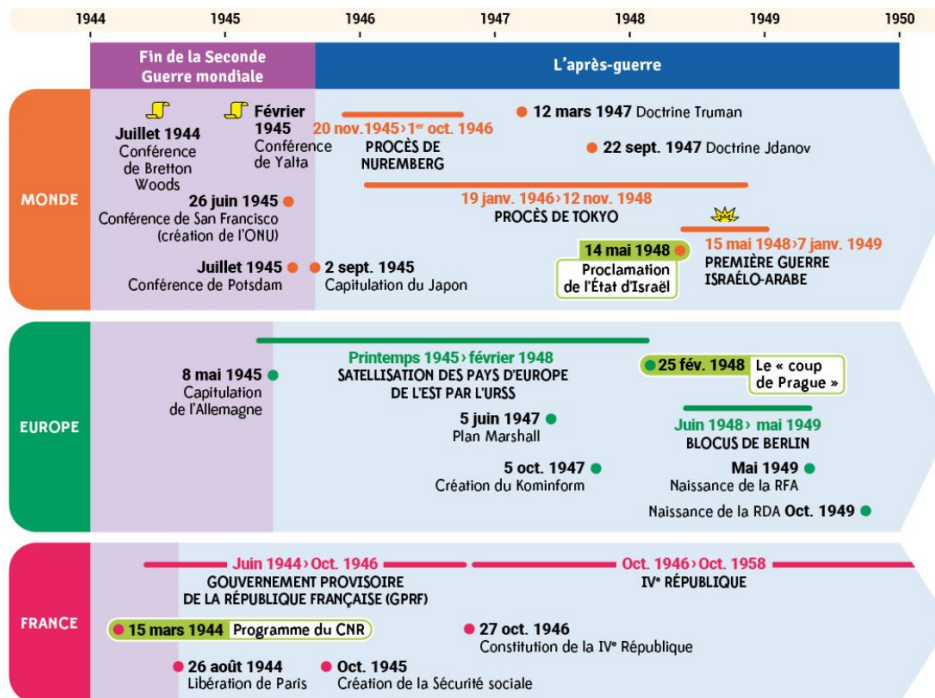 1944 1945 1946 1947 1948 1949 1950
Fin de la Seconde
Guerre mondiale
L'après-guerre
MONDE
Juillet 1944
Conférence
de Bretton
Woods
Février
1945
Conférence
de Yalta
20 nov.1945›1er oct. 1946
PROCÈS DE
NUREMBERG
12 mars 1947 Doctrine Truman
22 sept. 1947 Doctrine Jdanov
26 juin 1945
Conférence de San Francisco
(création de l'ONU)
19 janv. 1946›12 nov. 1948
PROCÈS DE TOKYO
Juillet 1945
Conférence de Potsdam
2 sept. 1945
Capitulation du Japon
14 mai 1948
Proclamation
de l'État d'Israël
15 mai 1948›7 janv. 1949
PREMIÈRE GUERRE
ISRAÉLO-ARABE
EUROPE
Printemps 1945›février 1948
SATELLISATION DES PAYS D'EUROPE
DE L'EST PAR L'URSS
8 mai 1945
Capitulation
de l'Allemagne
25 fév. 1948
Le « coup
de Prague »
5 juin 1947
Plan Marshall
Juin 1948› mai 1949
BLOCUS DE BERLIN
5 oct. 1947
Création du Kominform
Mai 1949
Naissance de la RFA
Naissance de la RDA Oct. 1949
FRANCE
Juin 1944›Oct. 1946
GOUVERNEMENT PROVISOIRE
DE LA RÉPUBLIQUE FRANÇAISE (GPRF)
Oct. 1946›Oct. 1958
IVe RÉPUBLIQUE
15 mars 1944 Programme du CNR
27 oct. 1946
Constitution de la IVe République
26 août 1944
Libération de Paris
Oct. 1945
Création de la Sécurité sociale